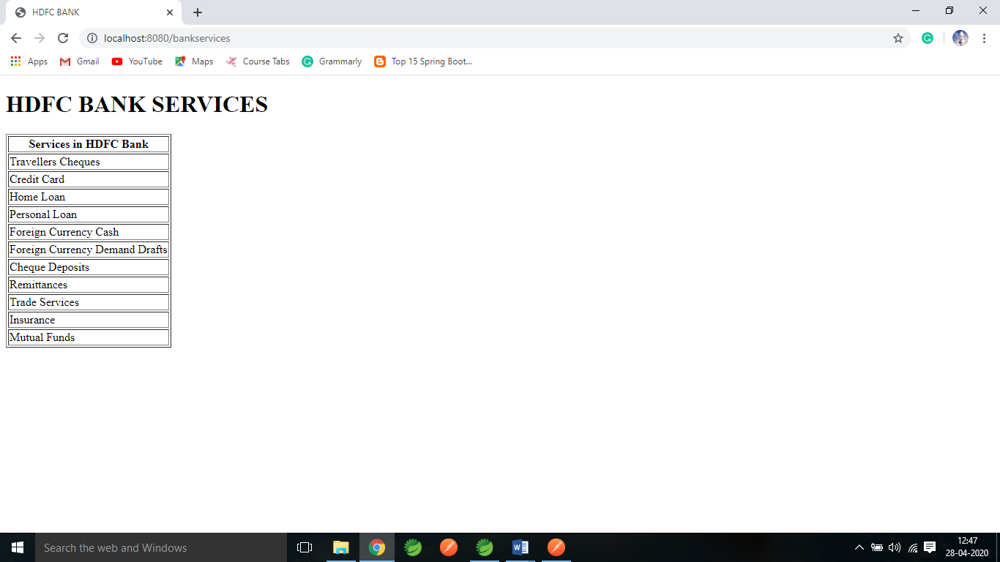 HDFC BANK
localhost:8080/bankservices
Apps Gmail YouTube Maps Course Tabs Grammarly Top 15 Spring Boot...
HDFC BANK SERVICES
Services in HDFC Bank
Travellers Cheques
Credit Card
Home Loan
Personal Loan
Foreign Currency Cash
Foreign Currency Demand Drafts
Cheque Deposits
Remittances
Trade Services
Insurance
Mutual Funds
Search the web and Windows
12:47
28-04-2020